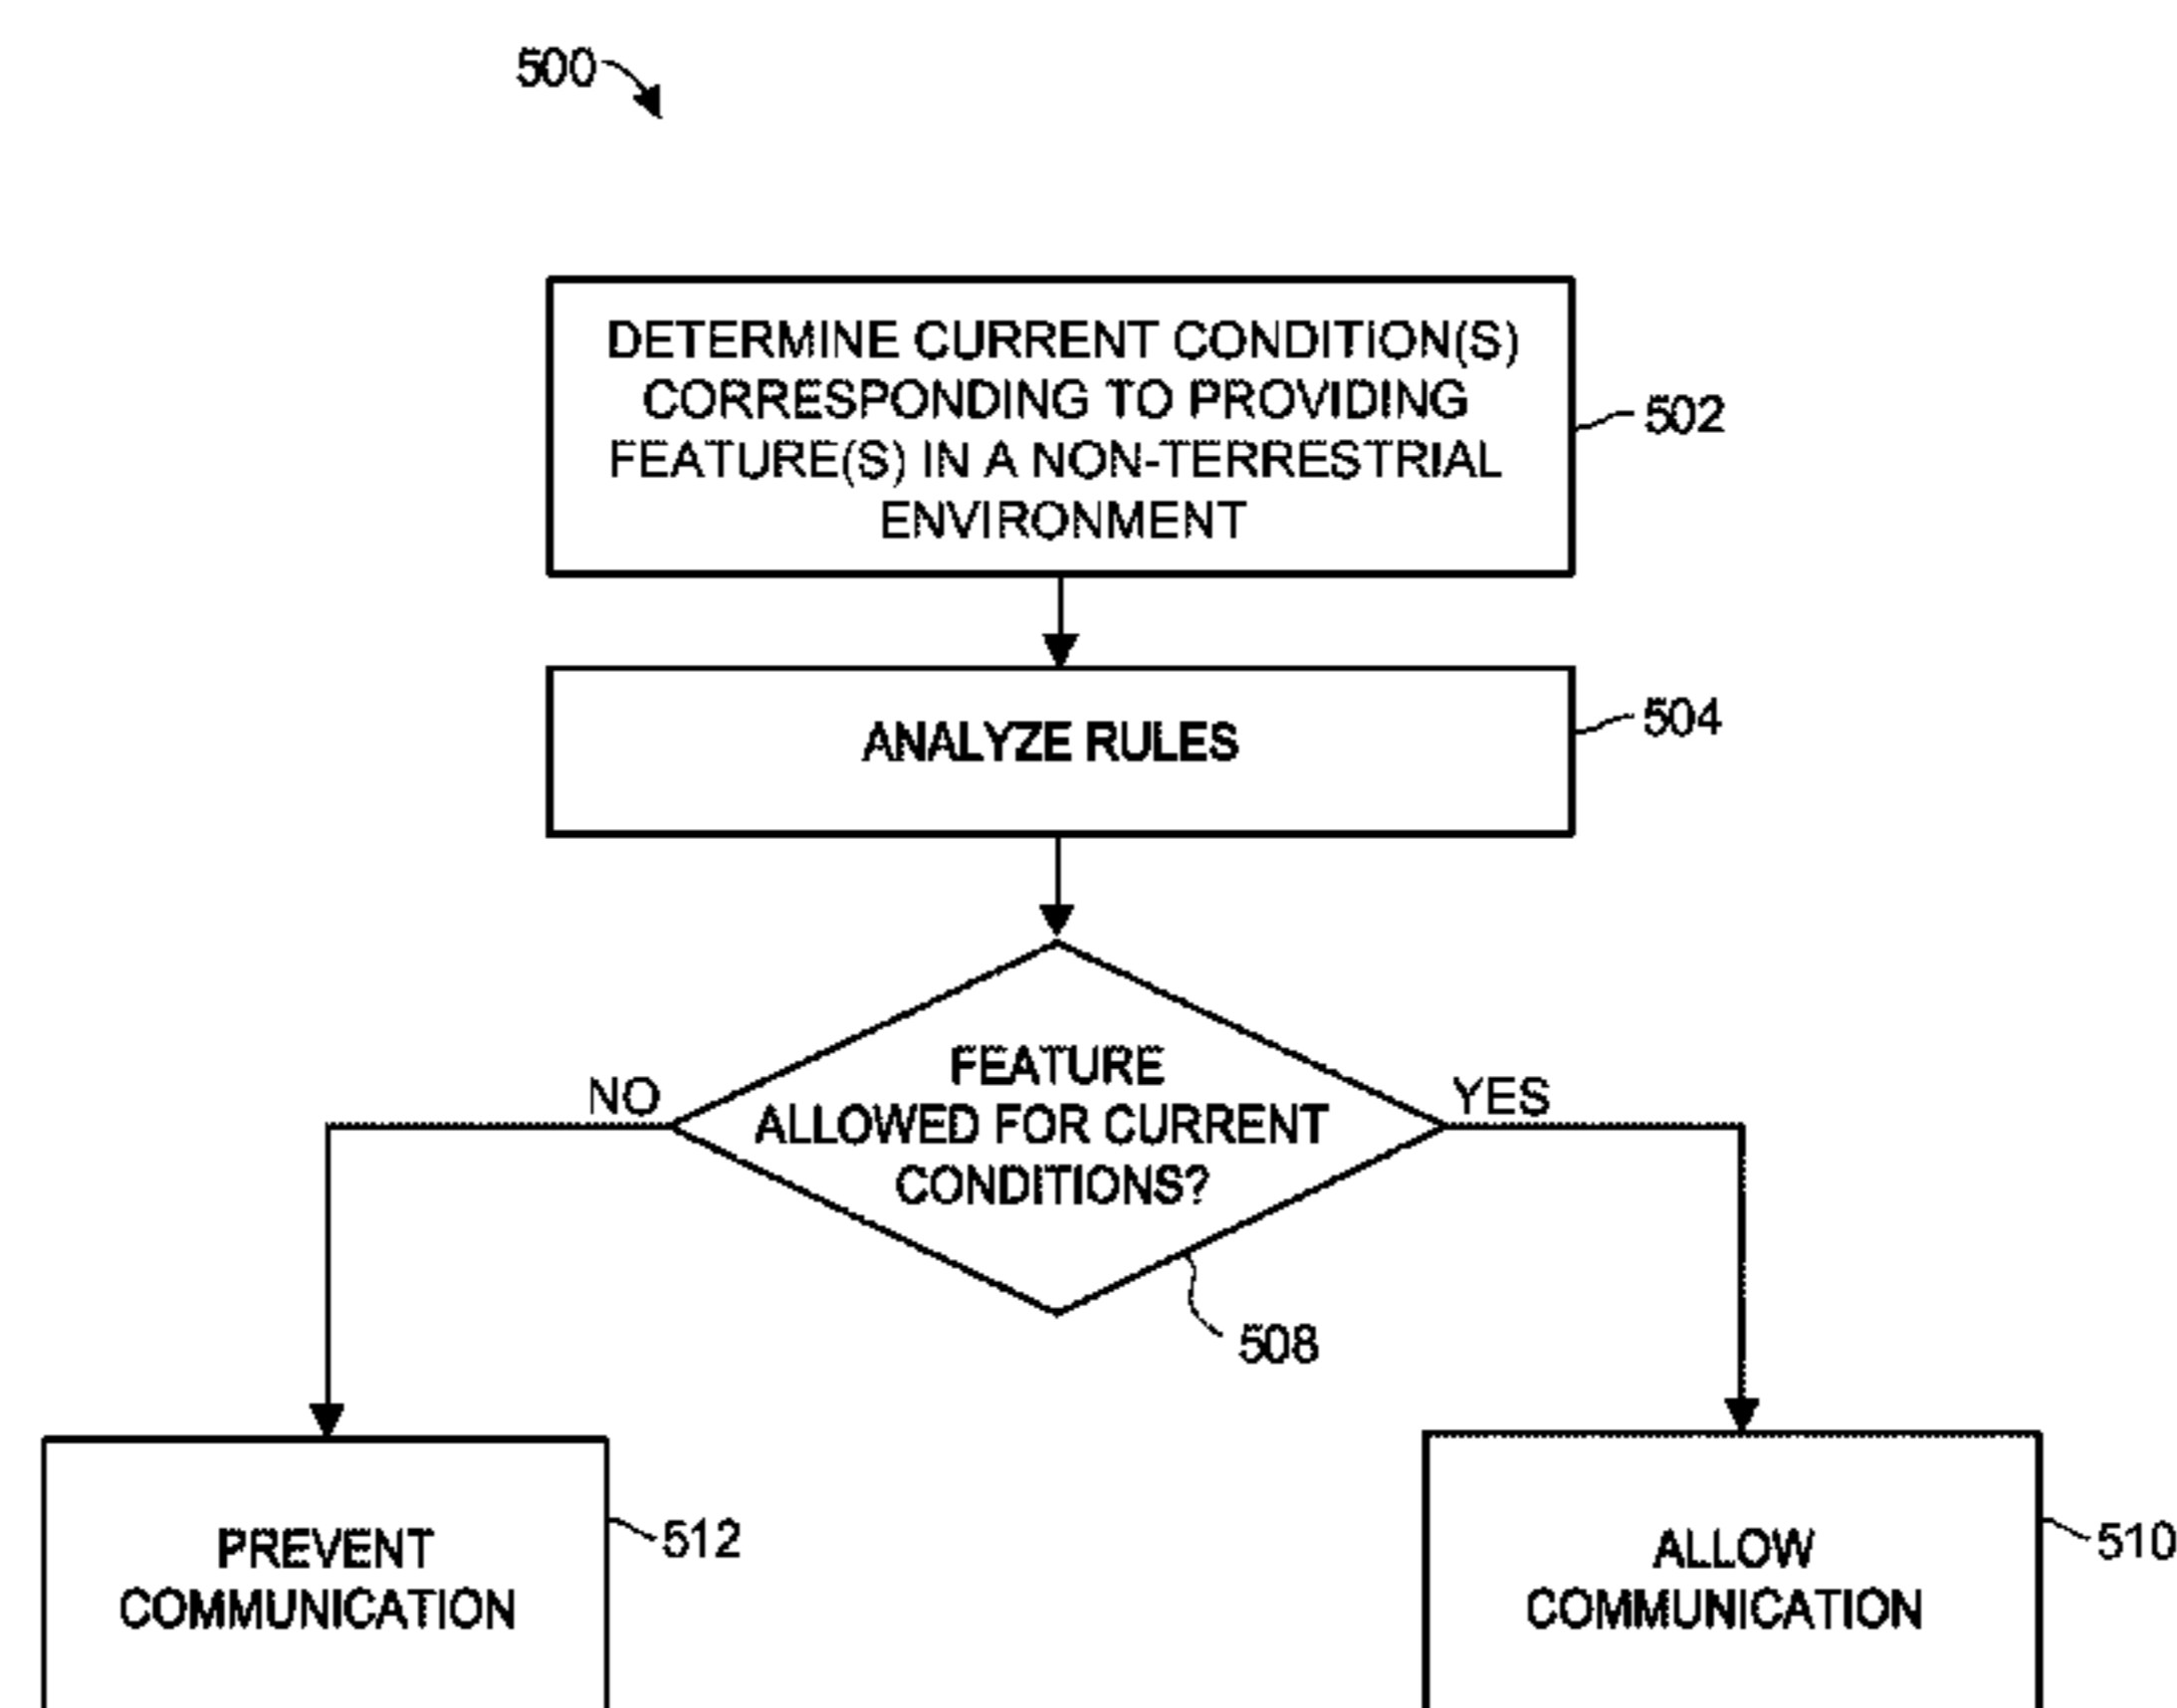 500
DETERMINE CURRENT CONDITION(S)
CORRESPONDING TO PROVIDING
FEATURE(S) IN A NON-TERRESTRIAL
ENVIRONMENT
502
ANALYZE RULES
504
FEATURE
ALLOWED FOR CURRENT
CONDITIONS?
NO
YES
508
PREVENT
COMMUNICATION
512
ALLOW
COMMUNICATION
510